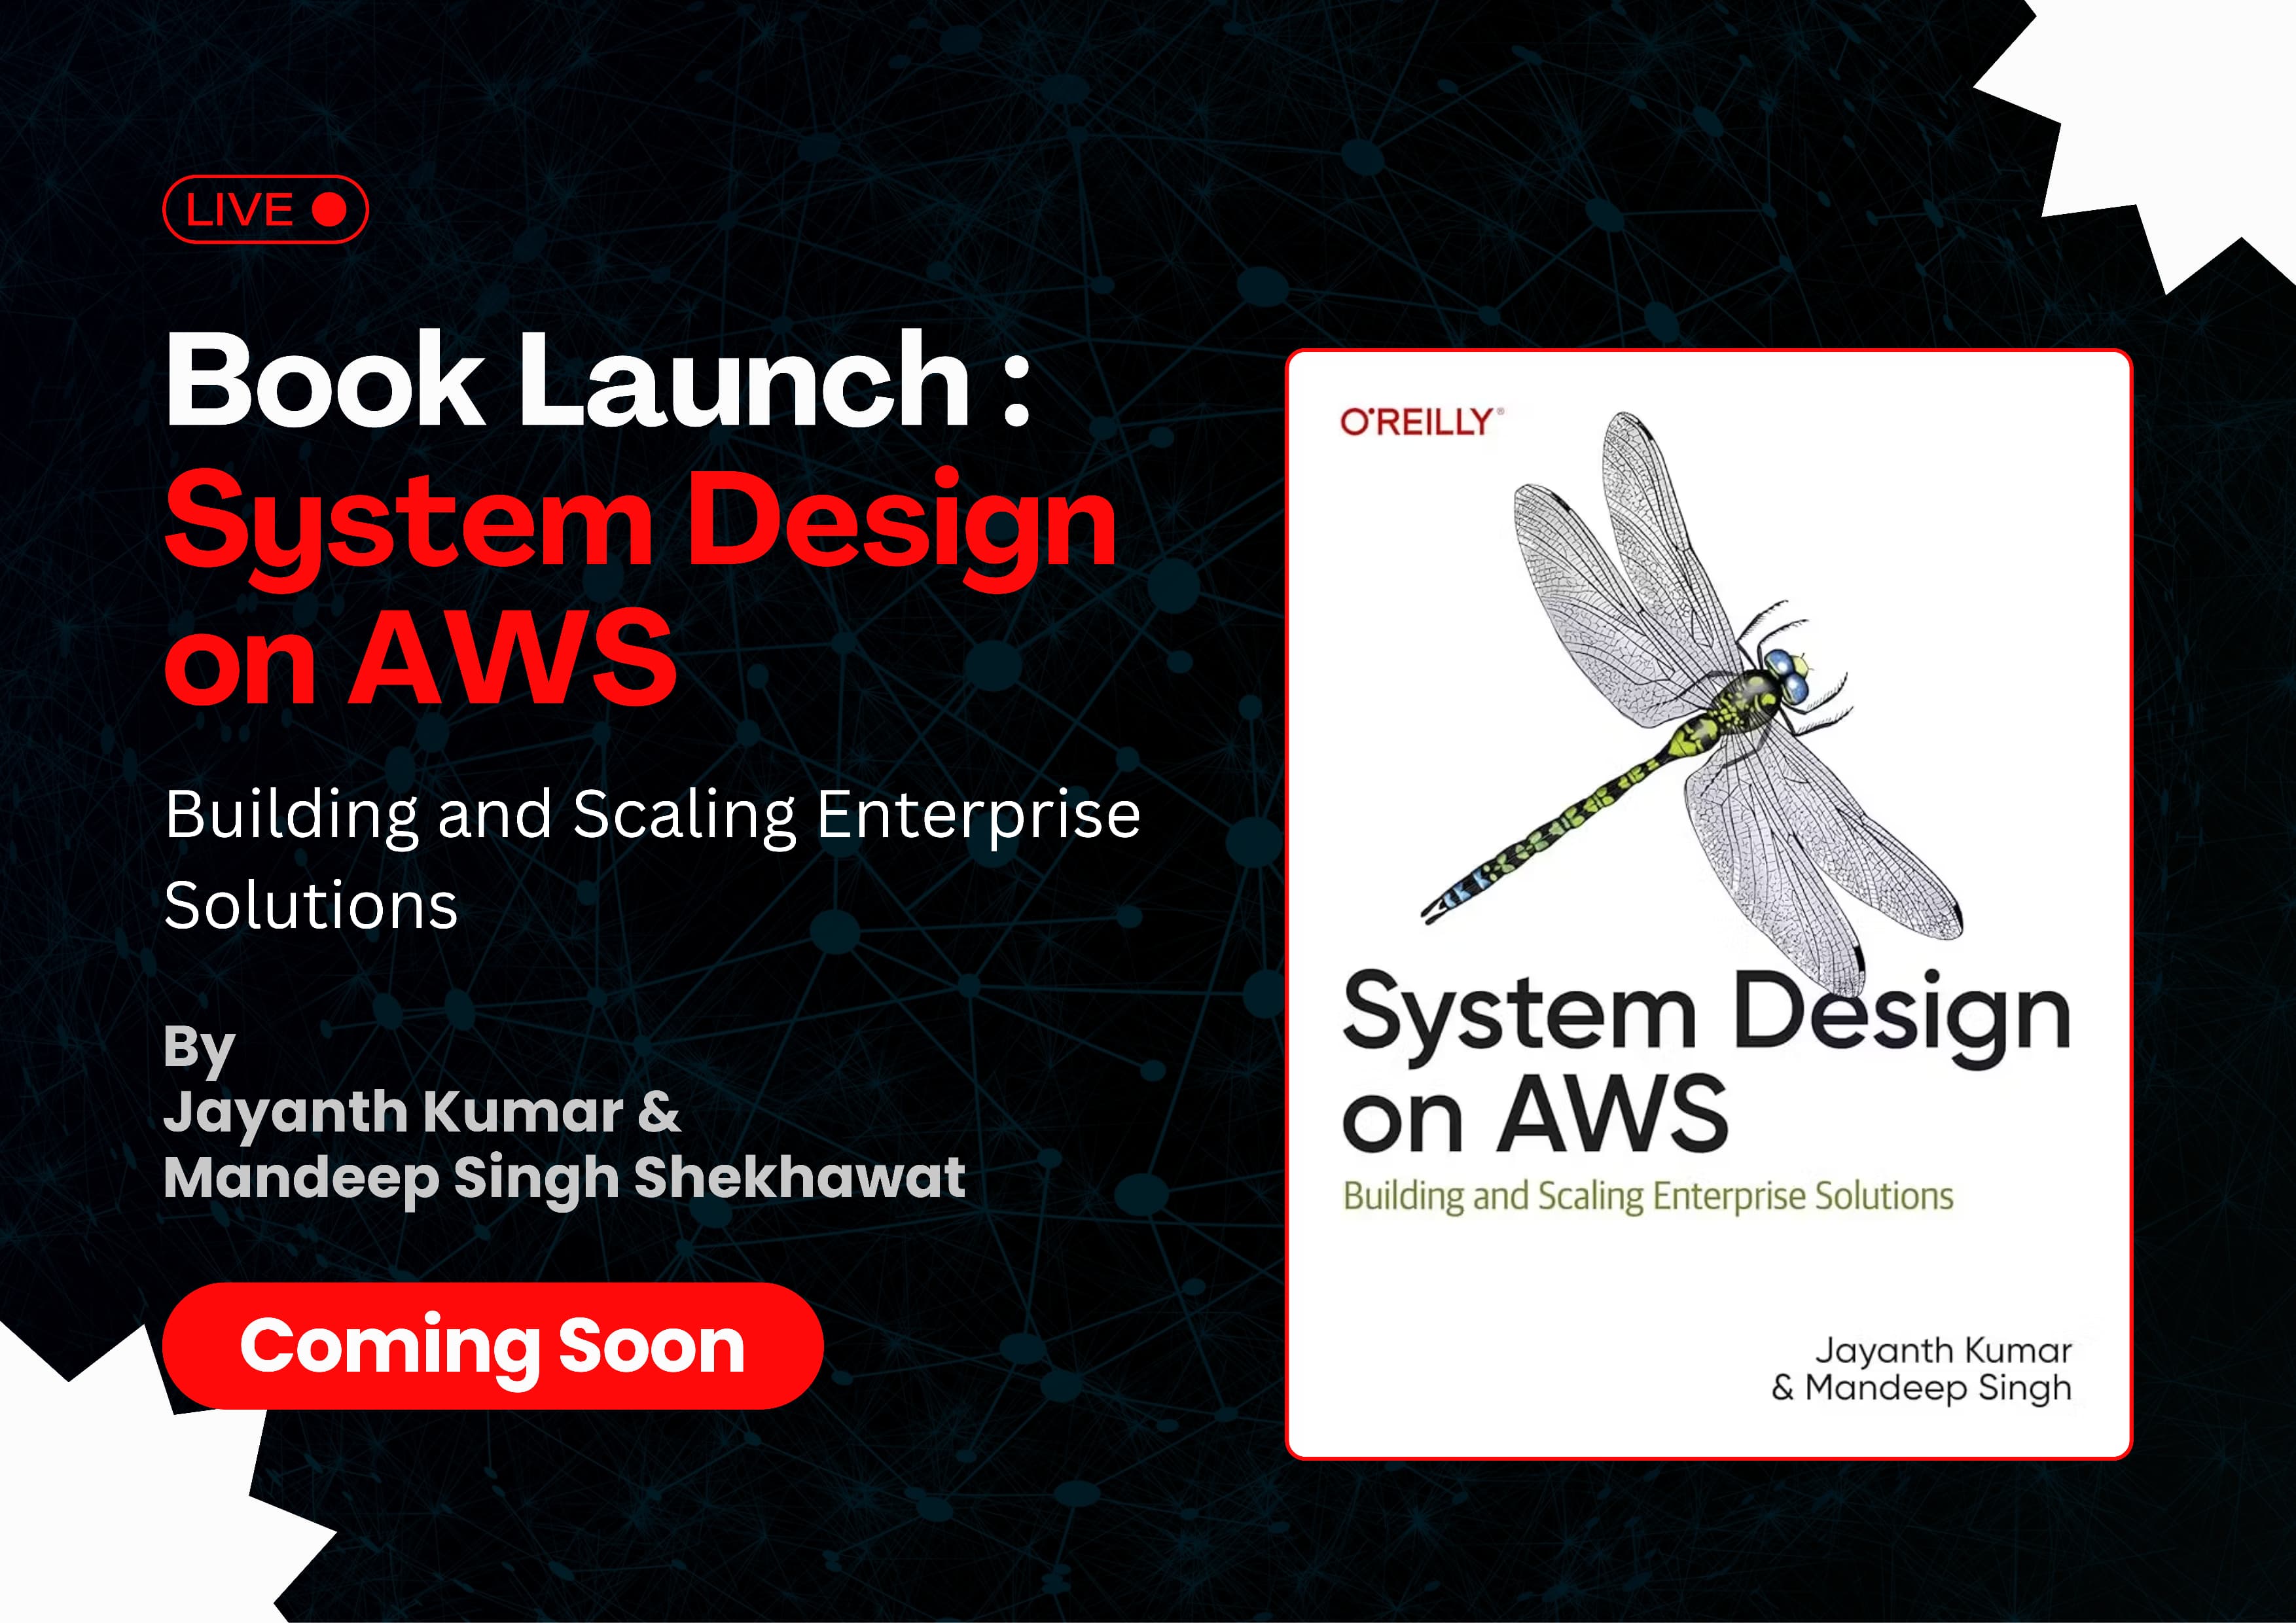 LIVE
Book Launch :
System Design
on AWS
Building and Scaling Enterprise
Solutions
By
Jayanth Kumar &
Mandeep Singh Shekhawat
Coming Soon
O'REILLY®
System Design
on AWS
Building and Scaling Enterprise Solutions
Jayanth Kumar
& Mandeep Singh